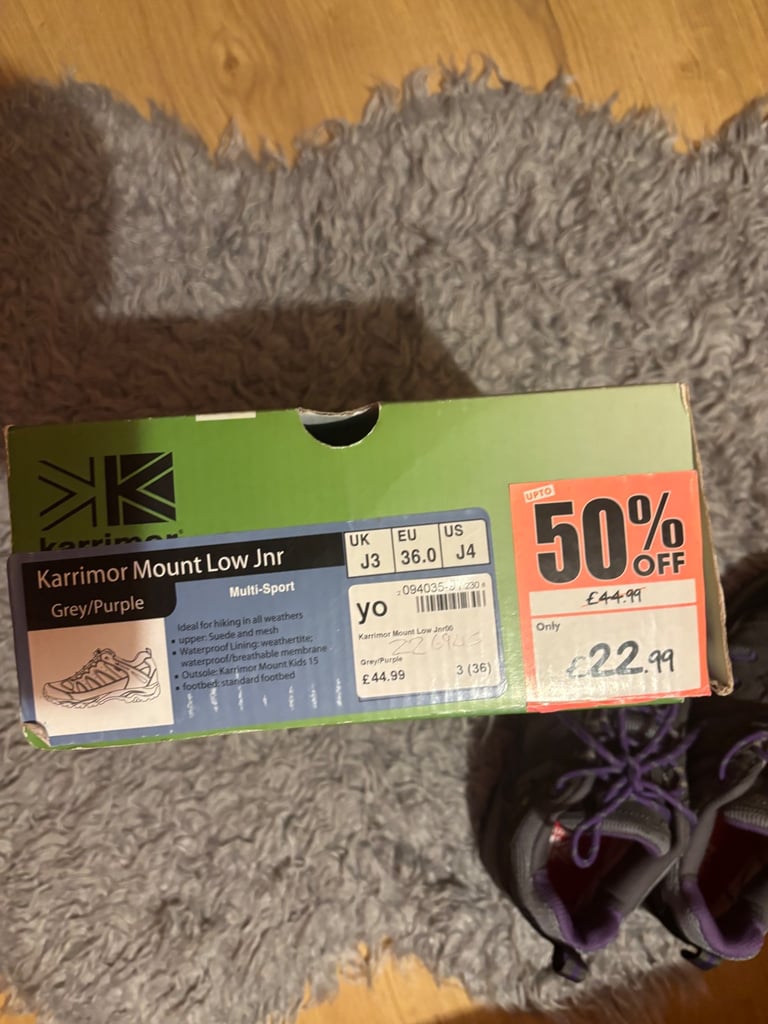 karrimor
Karrimor Mount Low Jnr
Grey/Purple
Multi-Sport
Ideal for hiking in all weathers
• upper: Suede and mesh
• Waterproof Lining: weathertite;
waterproof/breathable membrane
• Outsole: Karrimor Mount Kids 15
• footbed: standard footbed
UK
J3
EU
36.0
US
J4
yo
Karrimor Mount Low Jnr00
Grey/Purple
£44.99
3 (36)
UP TO
50%
OFF
£44.99
Only
£22.99